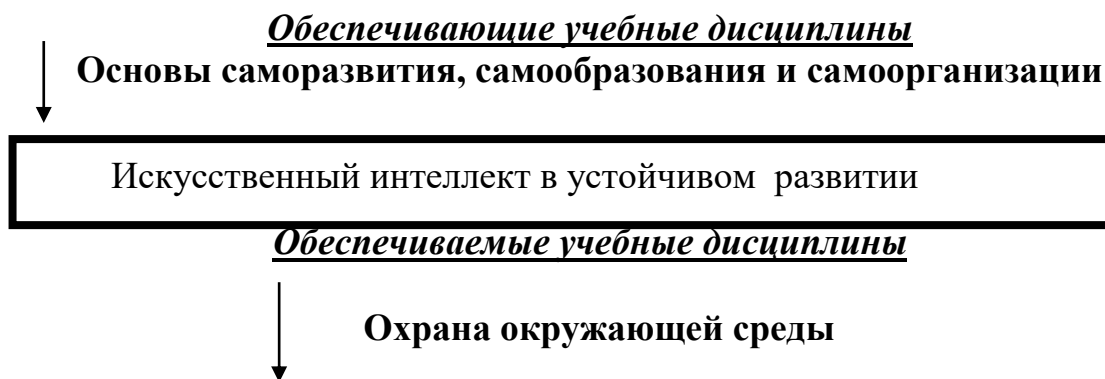 Обеспечивающие учебные дисциплины
Основы саморазвития, самообразования и самоорганизации
Искусственный интеллект в устойчивом  развитии
Обеспечиваемые учебные дисциплины
Охрана окружающей среды